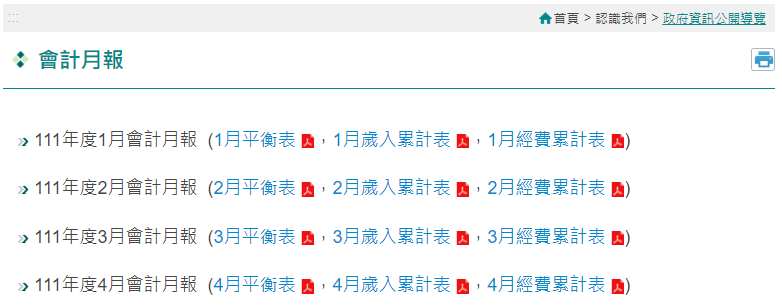 :::
首頁 > 認識我們 > 政府資訊公開導覽
會計月報
111年度1月會計月報 (1月平衡表，1月歲入累計表，1月經費累計表)
111年度2月會計月報 (2月平衡表，2月歲入累計表，2月經費累計表)
111年度3月會計月報 (3月平衡表，3月歲入累計表，3月經費累計表)
111年度4月會計月報 (4月平衡表，4月歲入累計表，4月經費累計表)